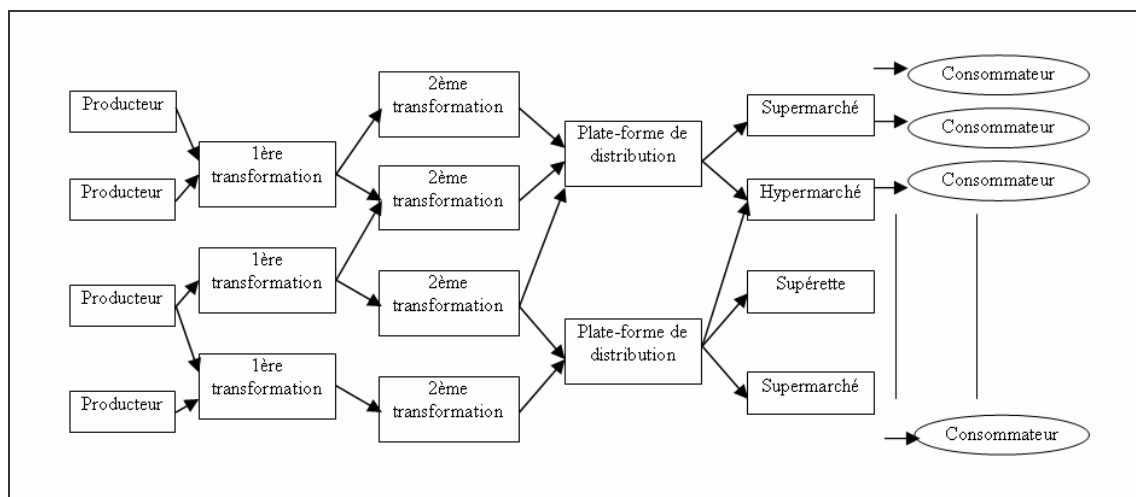 Producteur
Producteur
Producteur
Producteur
1ère
transformation
1ère
transformation
1ère
transformation
2ème
transformation
2ème
transformation
2ème
transformation
2ème
transformation
Plate-forme de
distribution
Plate-forme de
distribution
Supermarché
Hypermarché
Supérette
Supermarché
Consommateur
Consommateur
Consommateur
Consommateur